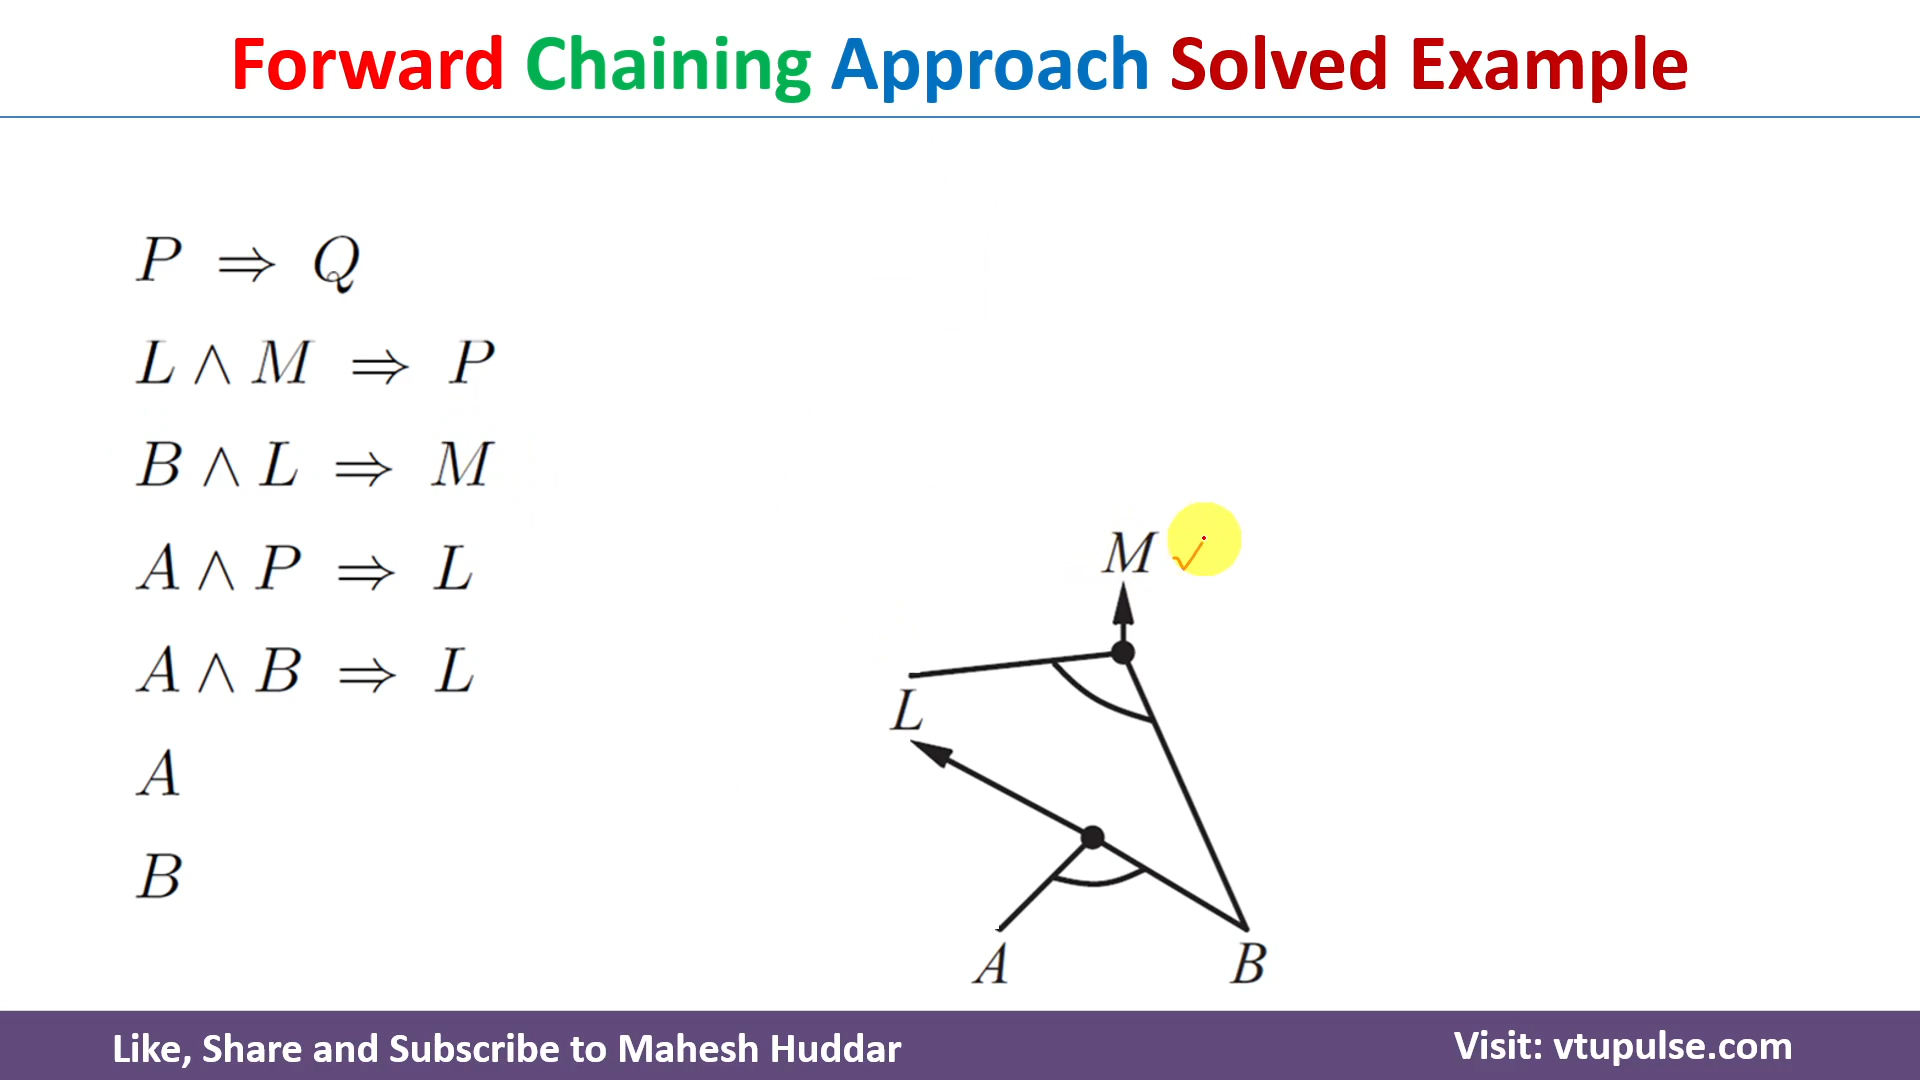 Forward Chaining Approach Solved Example
P ⇒ Q
L ∧ M ⇒ P
B ∧ L ⇒ M
A ∧ P ⇒ L
A ∧ B ⇒ L
A
B
M
L
A B
Like, Share and Subscribe to Mahesh Huddar Visit: vtupulse.com